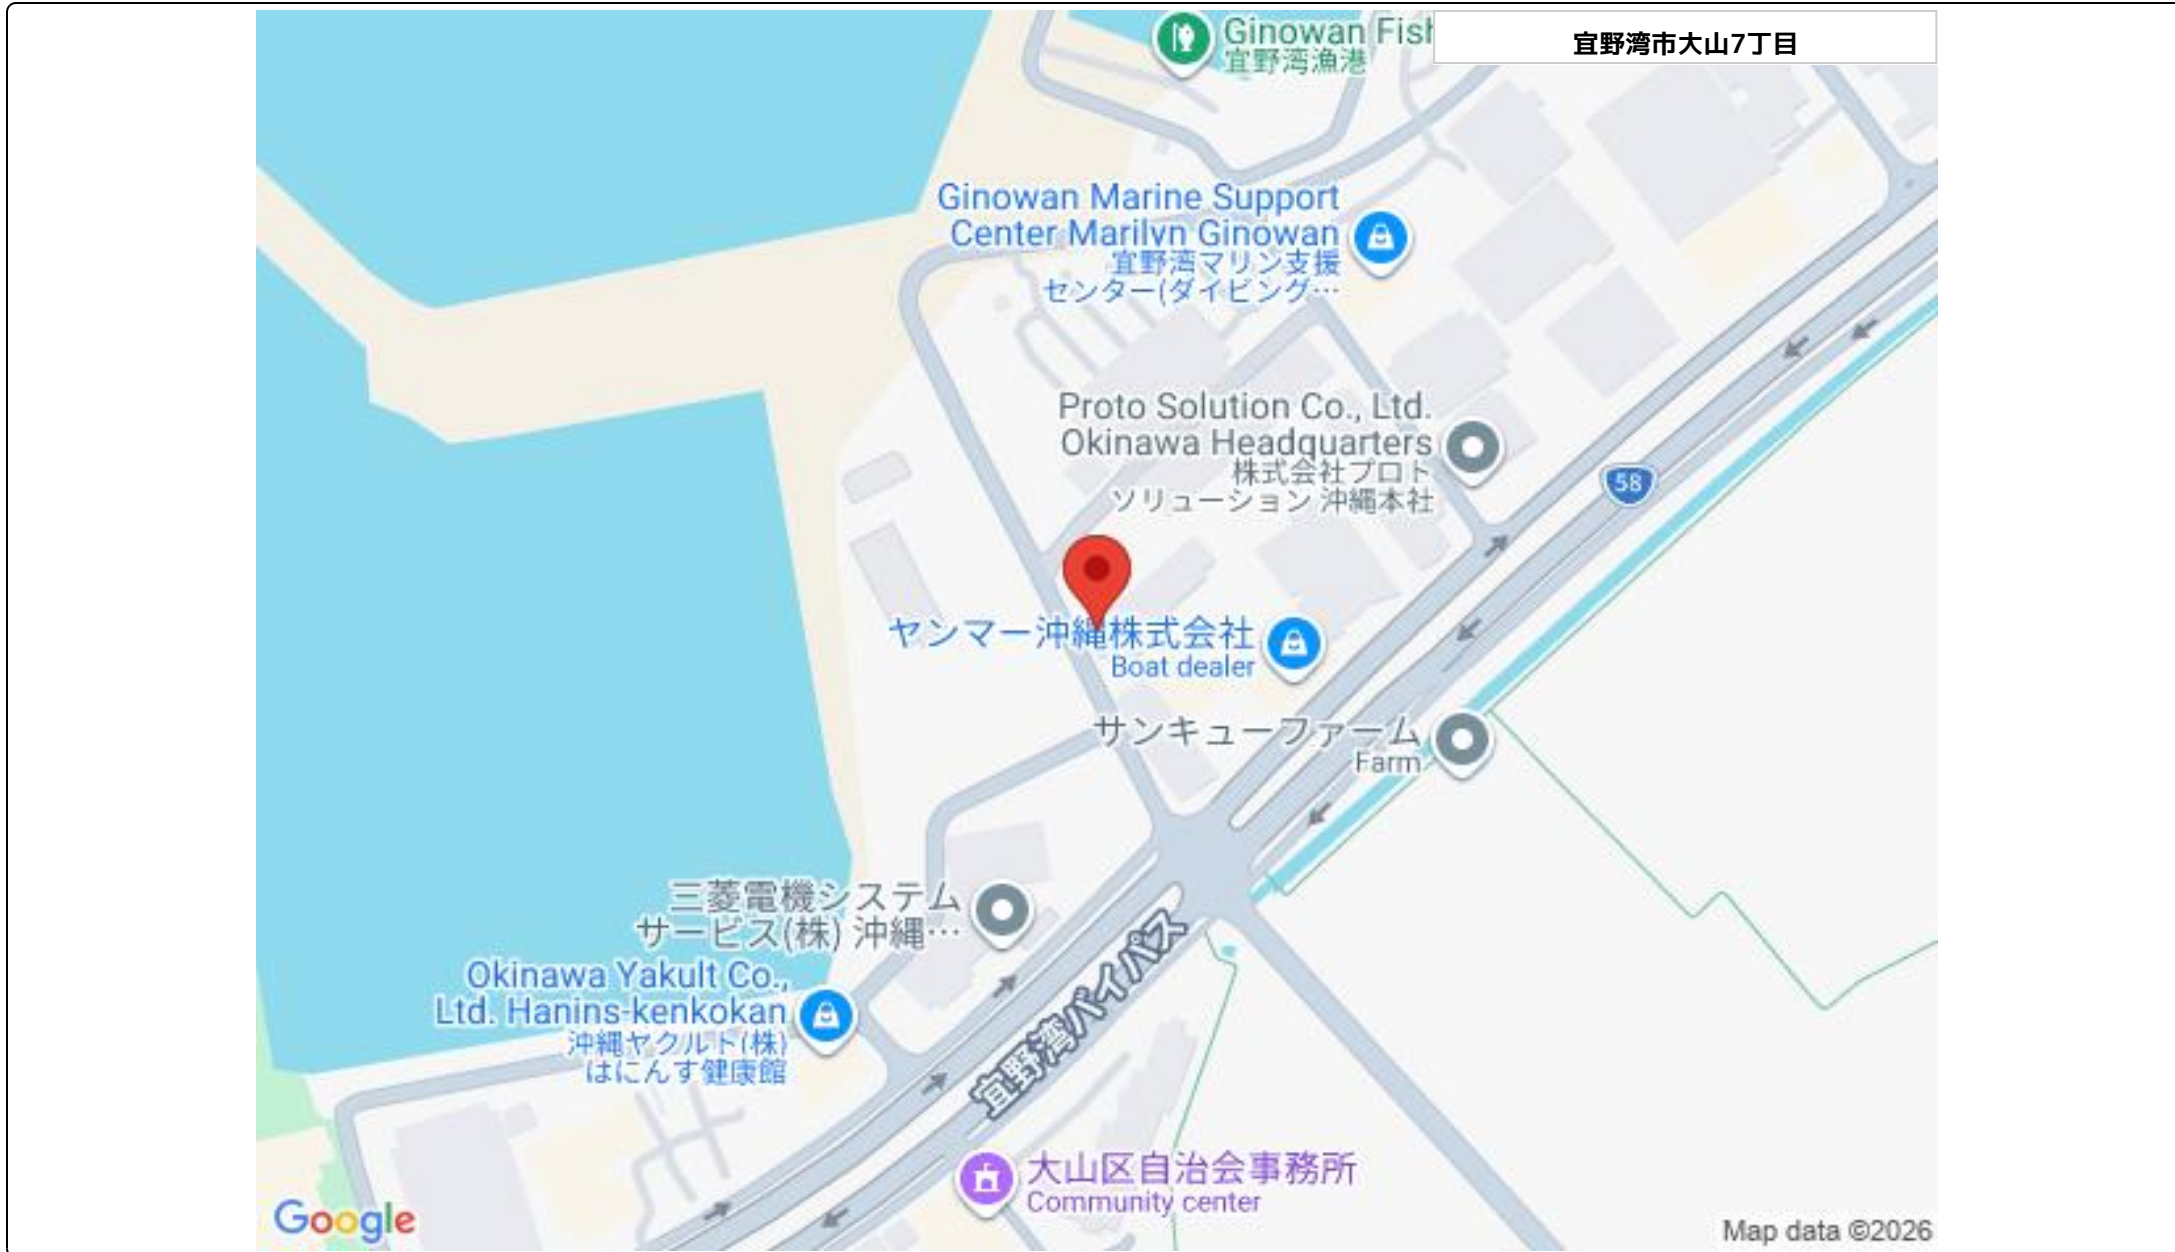 Ginowan Fish
宜野湾漁港
宜野湾市大山7丁目
Ginowan Marine Support
Center Marilyn Ginowan
宜野湾マリン支援
センター(ダイビング…
Proto Solution Co., Ltd.
Okinawa Headquarters
株式会社プロト
ソリューション 沖縄本社
58
ヤンマー沖縄株式会社
Boat dealer
サンキューファーム
Farm
三菱電機システム
サービス(株) 沖縄…
宜野湾バイパス
Okinawa Yakult Co.,
Ltd. Hanins-kenkokan
沖縄ヤクルト(株)
はにんす健康館
大山区自治会事務所
Community center
Google
Map data ©2026